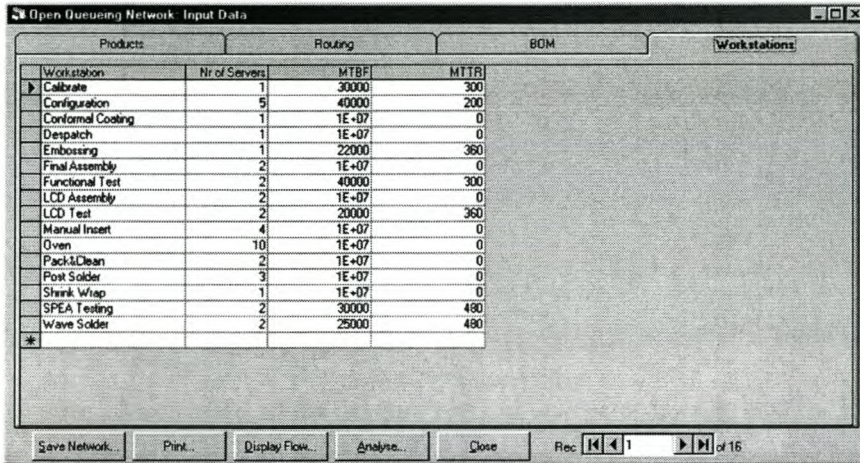 Open Queueing Network: Input Data
Products Routing BOM Workstations
Workstation Nr of Servers MTBF MTTR
Calibrate 1 30000 300
Configuration 5 40000 200
Conformal Coating 1 1E+07 0
Despatch 1 1E+07 0
Embossing 1 22000 360
Final Assembly 2 1E+07 0
Functional Test 2 40000 300
LCD Assembly 2 1E+07 0
LCD Test 2 20000 360
Manual Insert 4 1E+07 0
Oven 10 1E+07 0
Pack&Clean 2 1E+07 0
Post Solder 3 1E+07 0
Shrink Wrap 1 1E+07 0
SPEA Testing 2 30000 480
Wave Solder 2 25000 480
Save Network... Print... Display Flow... Analyse... Close Rec 1 of 16